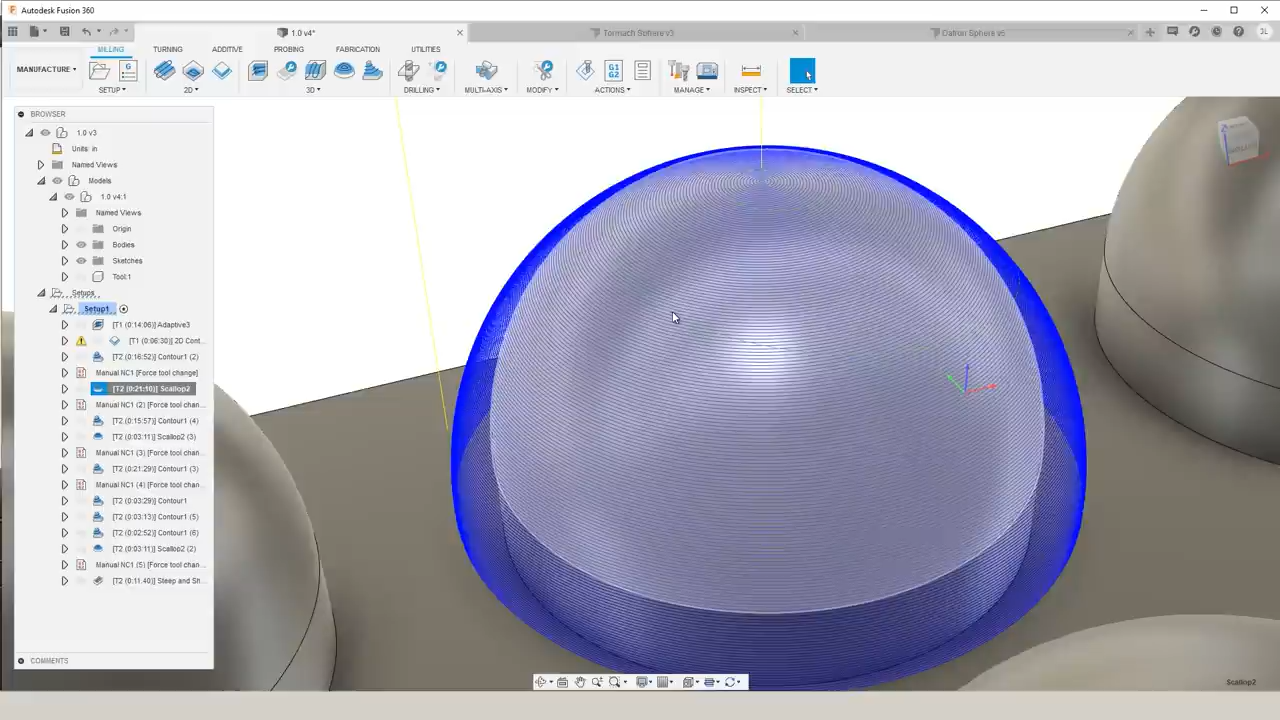 Autodesk Fusion 360
1.0 v4*
Tormach Sphere v3
Datron Sphere v5
JL
MILLING
TURNING
ADDITIVE
PROBING
FABRICATION
UTILITIES
MANUFACTURE
G
G1
G2
SETUP
2D
3D
DRILLING
MULTI-AXIS
MODIFY
ACTIONS
MANAGE
INSPECT
SELECT
BROWSER
1.0 v3
Units: in
Named Views
Models
1.0 v4:1
Named Views
Origin
Bodies
Sketches
Tool:1
Setups
Setup1
[T1 (0:14:06)] Adaptive3
[T1 (0:06:30)] 2D Cont...
[T2 (0:16:52)] Contour1 (2)
Manual NC1 [Force tool change]
[T2 (0:21:10)] Scallop2
Manual NC1 (2) [Force tool chan...
[T2 (0:15:57)] Contour1 (4)
[T2 (0:03:11)] Scallop2 (3)
Manual NC1 (3) [Force tool chan...
[T2 (0:21:29)] Contour1 (3)
Manual NC1 (4) [Force tool chan...
[T2 (0:03:29)] Contour1
[T2 (0:03:13)] Contour1 (5)
[T2 (0:02:52)] Contour1 (6)
[T2 (0:03:11)] Scallop2 (2)
Manual NC1 (5) [Force tool chan...
[T2 (0:11:40)] Steep and Sh...
COMMENTS
Scallop2